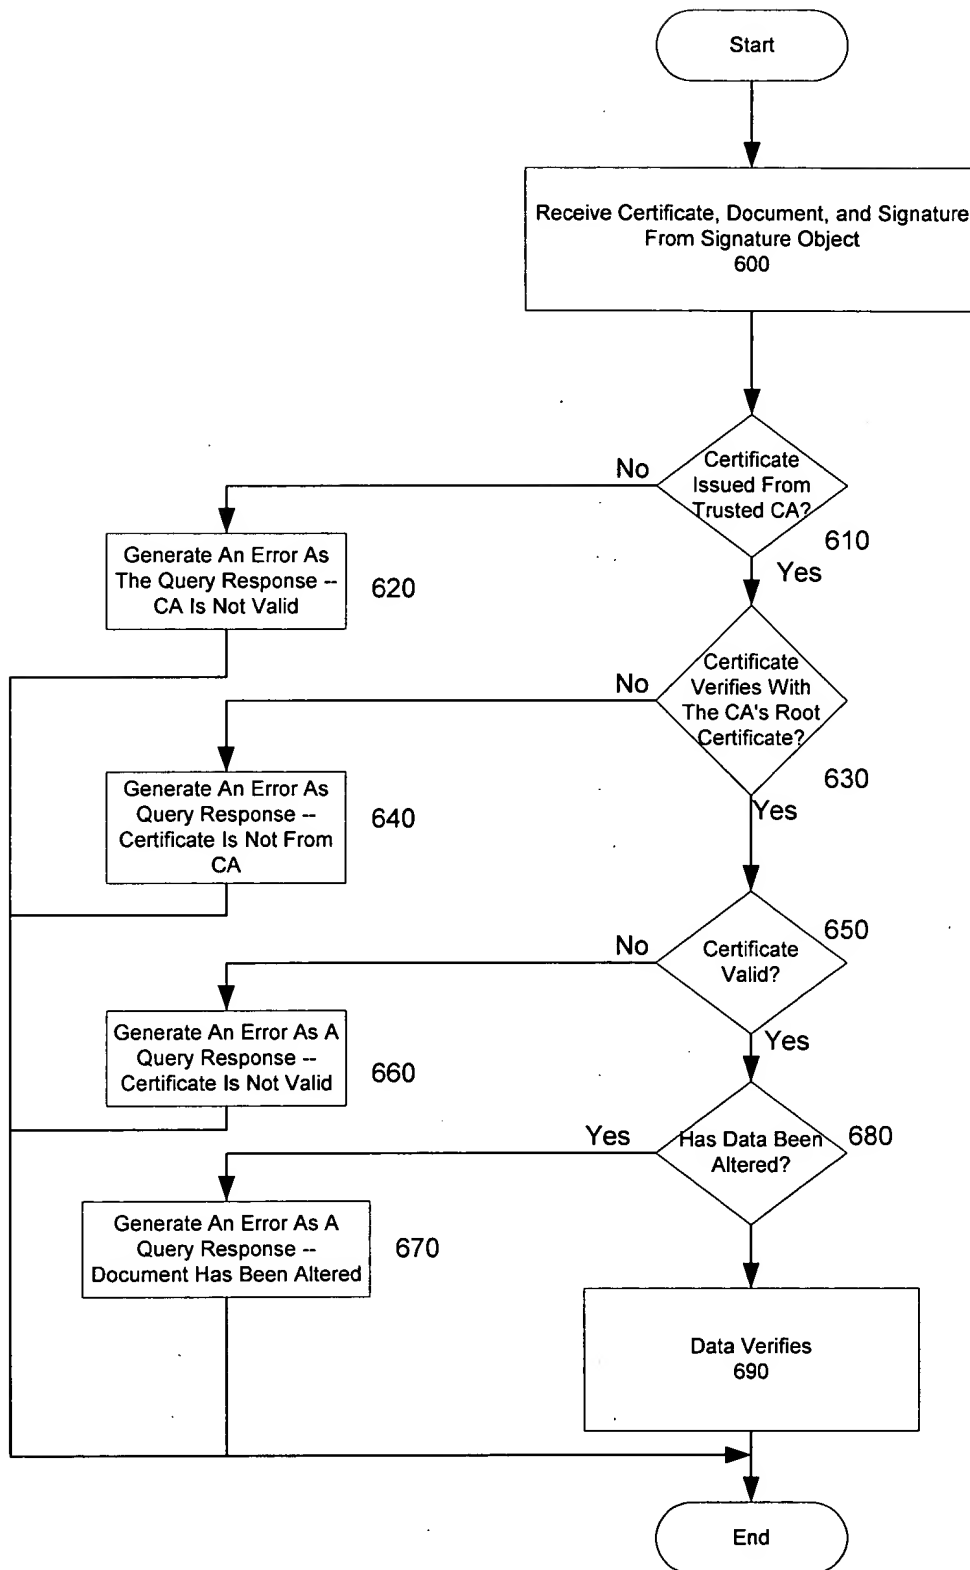 Start
Receive Certificate, Document, and Signature
From Signature Object
600
Certificate
Issued From
Trusted CA?
610
No
Yes
Generate An Error As
The Query Response --
CA Is Not Valid
620
Certificate
Verifies With
The CA's Root
Certificate?
630
No
Yes
Generate An Error As
Query Response --
Certificate Is Not From
CA
640
Certificate
Valid?
650
No
Yes
Generate An Error As A
Query Response --
Certificate Is Not Valid
660
Has Data Been
Altered?
680
Yes
Generate An Error As A
Query Response --
Document Has Been Altered
670
Data Verifies
690
End